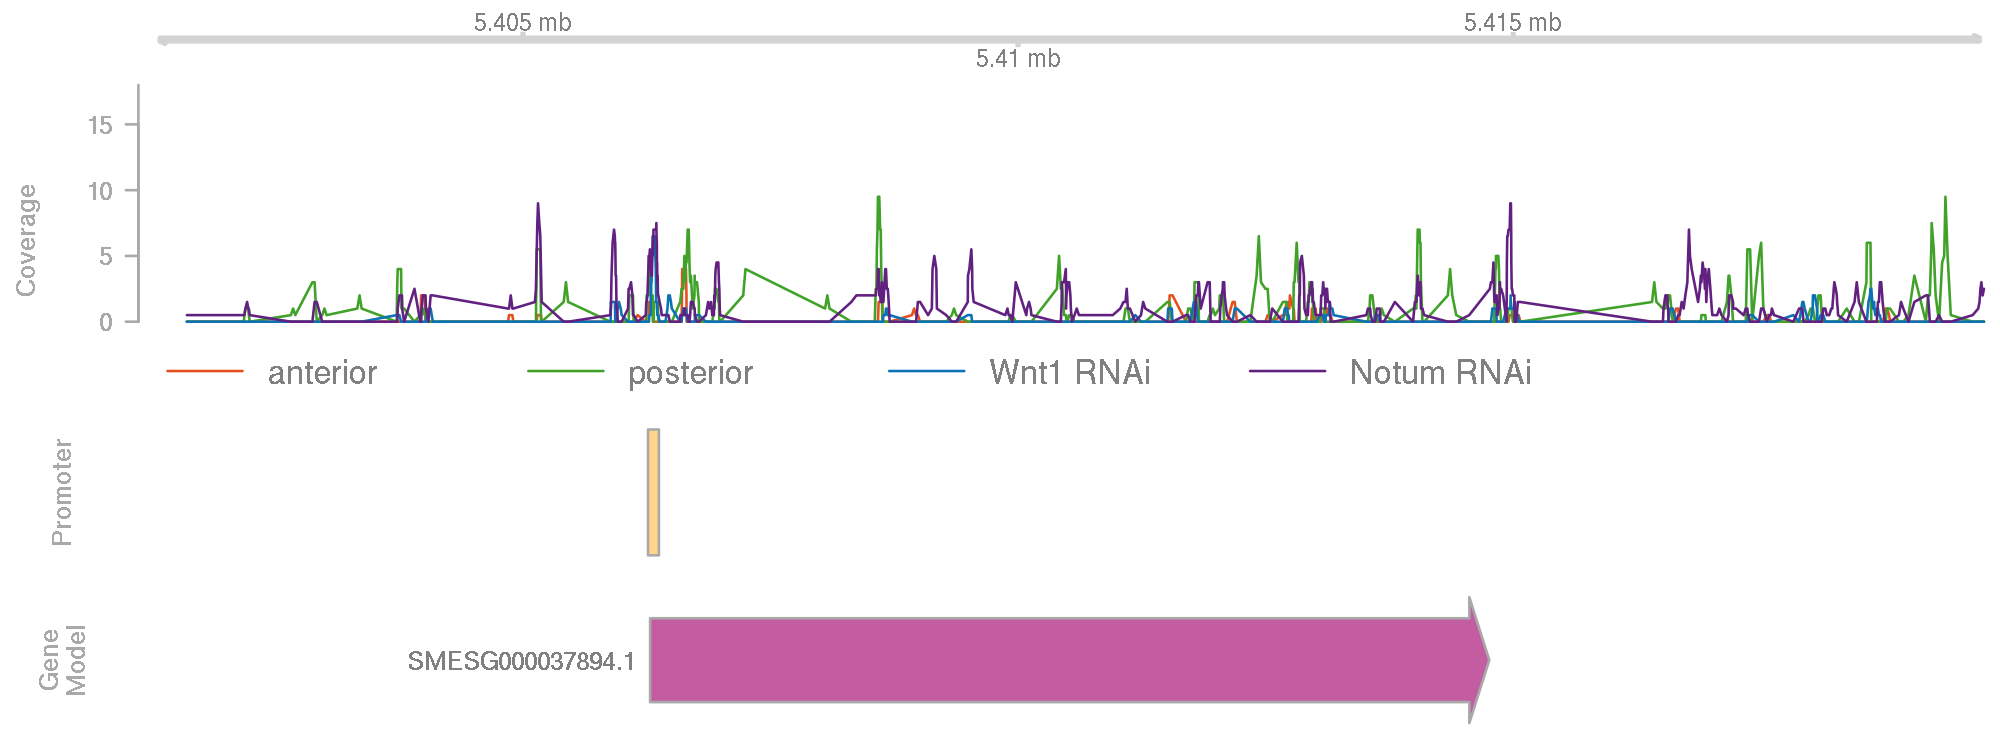 5.405 mb
5.415 mb
5.41 mb
15
10
5
0
Coverage
anterior
posterior
Wnt1 RNAi
Notum RNAi
Promoter
Gene
Model
SMESG000037894.1